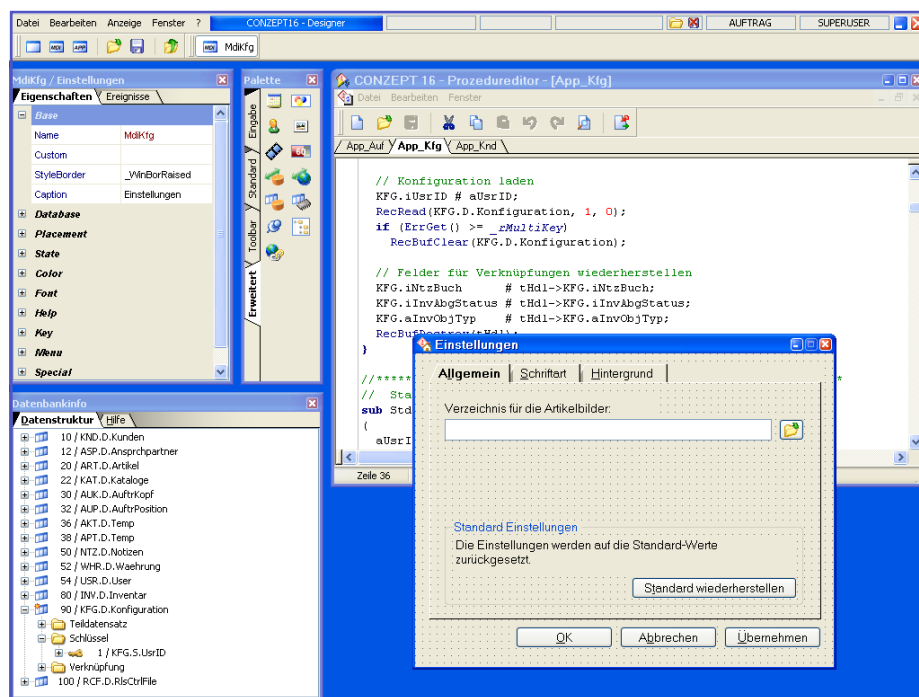 Datei Bearbeiten Anzeige Fenster ? CONZEPT16 - Designer AUFTRAG SUPERUSER
MDI APP MDI MdiKfg
MdiKfg / Einstellungen
Eigenschaften Ereignisse
Base
Name MdiKfg
Custom
StyleBorder _WinBorRaised
Caption Einstellungen
Database
Placement
State
Color
Font
Help
Key
Menu
Special
Palette
Eingabe
Standard
Toolbar
Erweitert
CONZEPT 16 - Prozedureditor - [App_Kfg]
Datei Bearbeiten Fenster
App_Auf App_Kfg App_Knd
// Konfiguration laden
KFG.iUsrID # aUsrID;
RecRead(KFG.D.Konfiguration, 1, 0);
if (ErrGet() >= _rMultiKey)
RecBufClear(KFG.D.Konfiguration);
// Felder für Verknüpfungen wiederherstellen
KFG.iNtzBuch # tHdl->KFG.iNtzBuch;
KFG.iInvAbgStatus # tHdl->KFG.iInvAbgStatus;
KFG.aInvObjTyp # tHdl->KFG.aInvObjTyp;
RecBufDestroy(tHdl);
}
//*****
// Sta
sub Std
(
aUsrI
Zeile 36
Einstellungen
Allgemein Schriftart Hintergrund
Verzeichnis für die Artikelbilder:
Standard Einstellungen
Die Einstellungen werden auf die Standard-Werte
zurückgesetzt.
Standard wiederherstellen
OK Abbrechen Übernehmen
Datenbankinfo
Datenstruktur Hilfe
10 / KND.D.Kunden
12 / ASP.D.Ansprchpartner
20 / ART.D.Artikel
22 / KAT.D.Kataloge
30 / AUK.D.AuftrKopf
32 / AUP.D.AuftrPosition
36 / AKT.D.Temp
38 / APT.D.Temp
50 / NTZ.D.Notizen
52 / WHR.D.Waehrung
54 / USR.D.User
80 / INV.D.Inventar
90 / KFG.D.Konfiguration
Teildatensatz
Schlüssel
1 / KFG.S.UsrID
Verknüpfung
100 / RCF.D.RlsCtrlFile